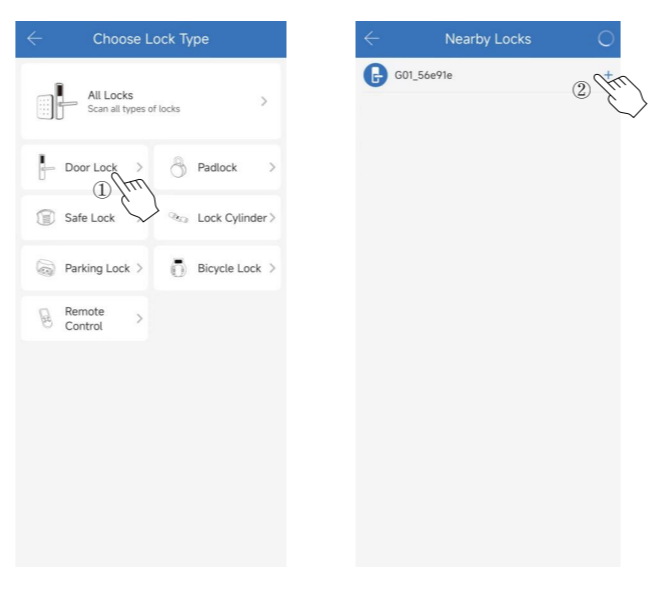 Choose Lock Type
All Locks
Scan all types of locks
Door Lock
①
Padlock
Safe Lock
Lock Cylinder
Parking Lock
Bicycle Lock
Remote
Control
Nearby Locks
G01_56e91e
+
②